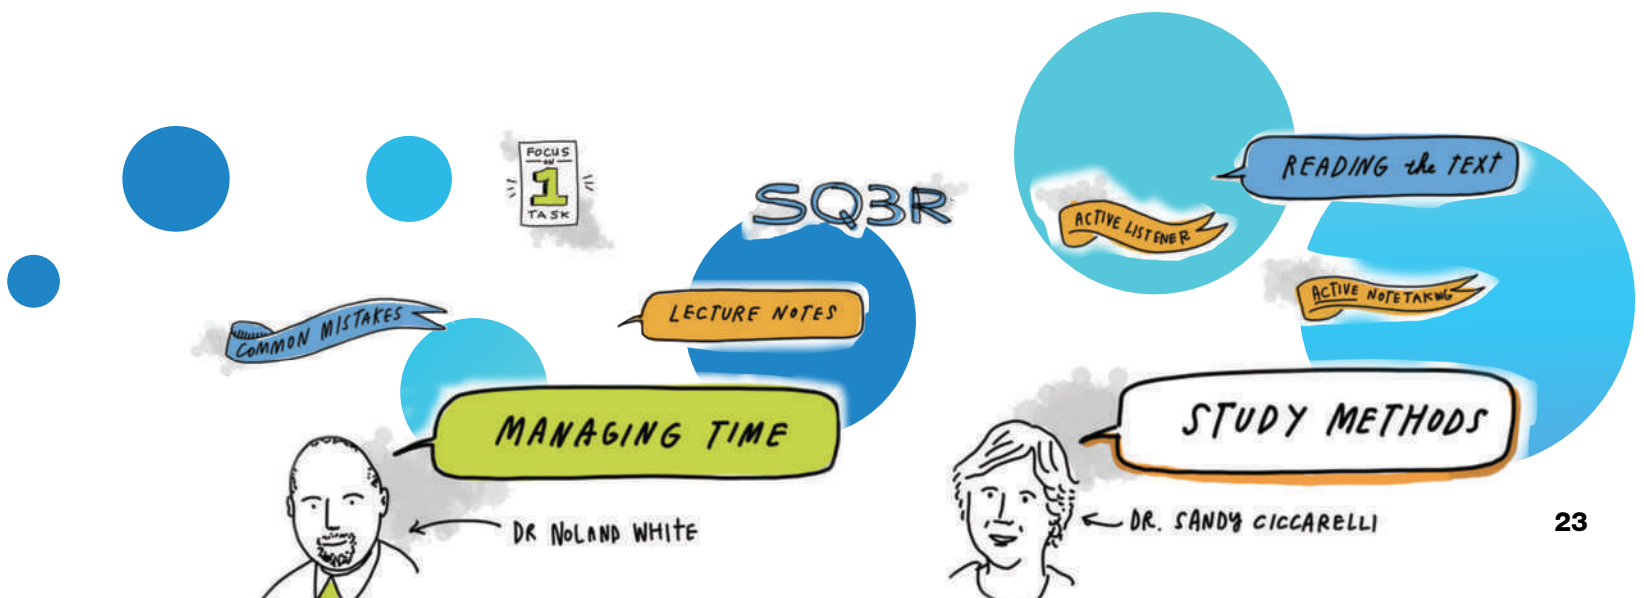 FOCUS
ON
1
TASK
SQ3R
READING the TEXT
ACTIVE LISTENER
ACTIVE NOTETAKING
COMMON MISTAKES
LECTURE NOTES
MANAGING TIME
STUDY METHODS
DR NOLAND WHITE
DR. SANDY CICCARELLI
23